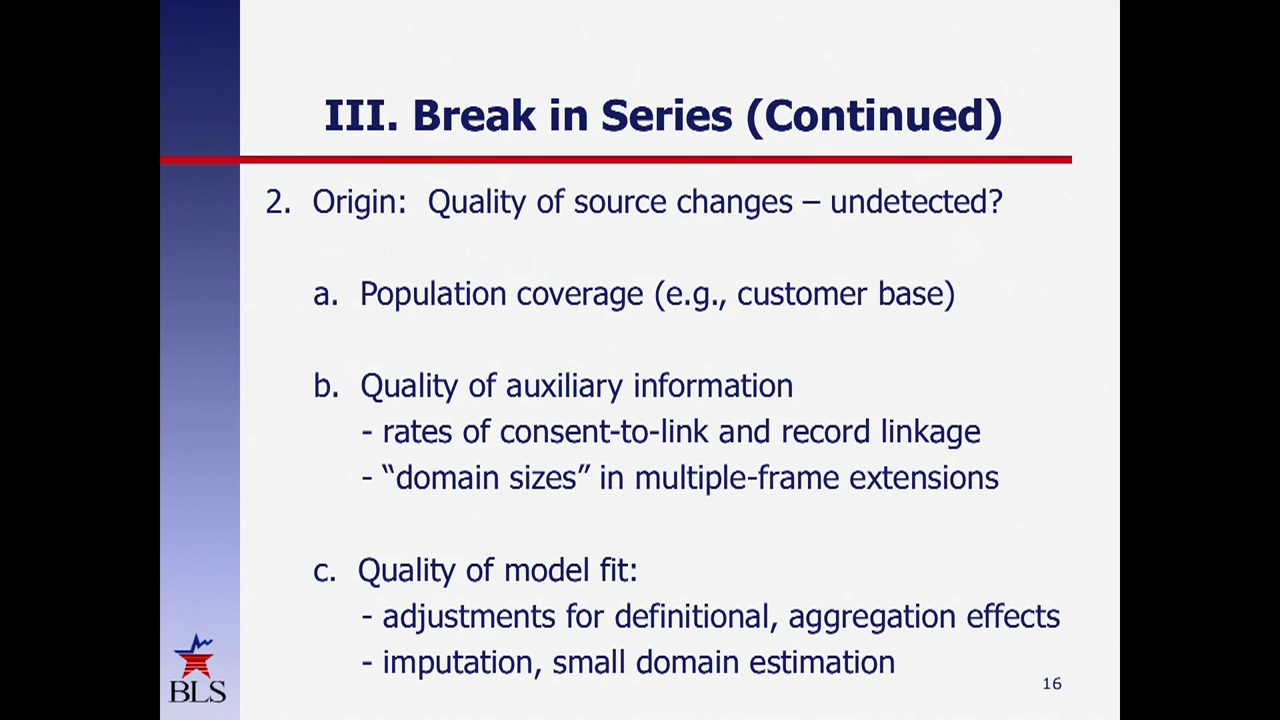 III. Break in Series (Continued)
2. Origin: Quality of source changes – undetected?
a. Population coverage (e.g., customer base)
b. Quality of auxiliary information
- rates of consent-to-link and record linkage
- “domain sizes” in multiple-frame extensions
c. Quality of model fit:
- adjustments for definitional, aggregation effects
- imputation, small domain estimation
BLS
16